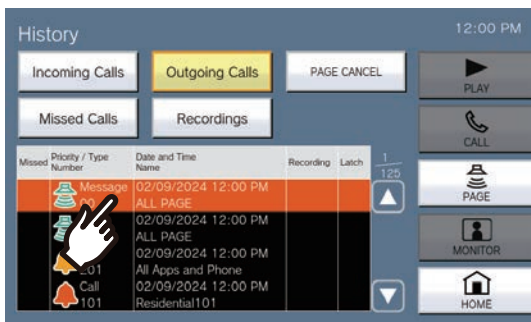 History
12:00 PM
Incoming Calls
Outgoing Calls
PAGE CANCEL
PLAY
Missed Calls
Recordings
CALL
Missed
Priority / Type
Number
Date and Time
Name
Recording
Latch
1
125
Message
02/09/2024 12:00 PM
00
ALL PAGE
PAGE
02/09/2024 12:00 PM
ALL PAGE
MONITOR
02/09/2024 12:00 PM
201
All Apps and Phone
Call
02/09/2024 12:00 PM
101
Residential101
HOME